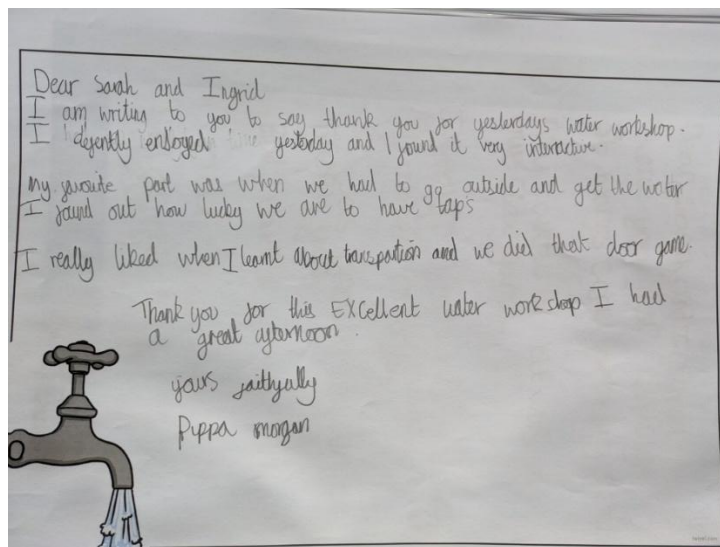 Dear Sarah and Ingrid
I am writing to you to say thank you for yesterdays water workshop.
I defently enjoyed yesterday and I found it very interactive.
My favourite part was when we had to go outside and get the water
I found out how lucky we are to have taps
I really liked when I learnt about transpartion and we did that door game.
Thank you for this EXcellent water workshop I had
a great afternoon.
yours faithfully
Pippa morgan